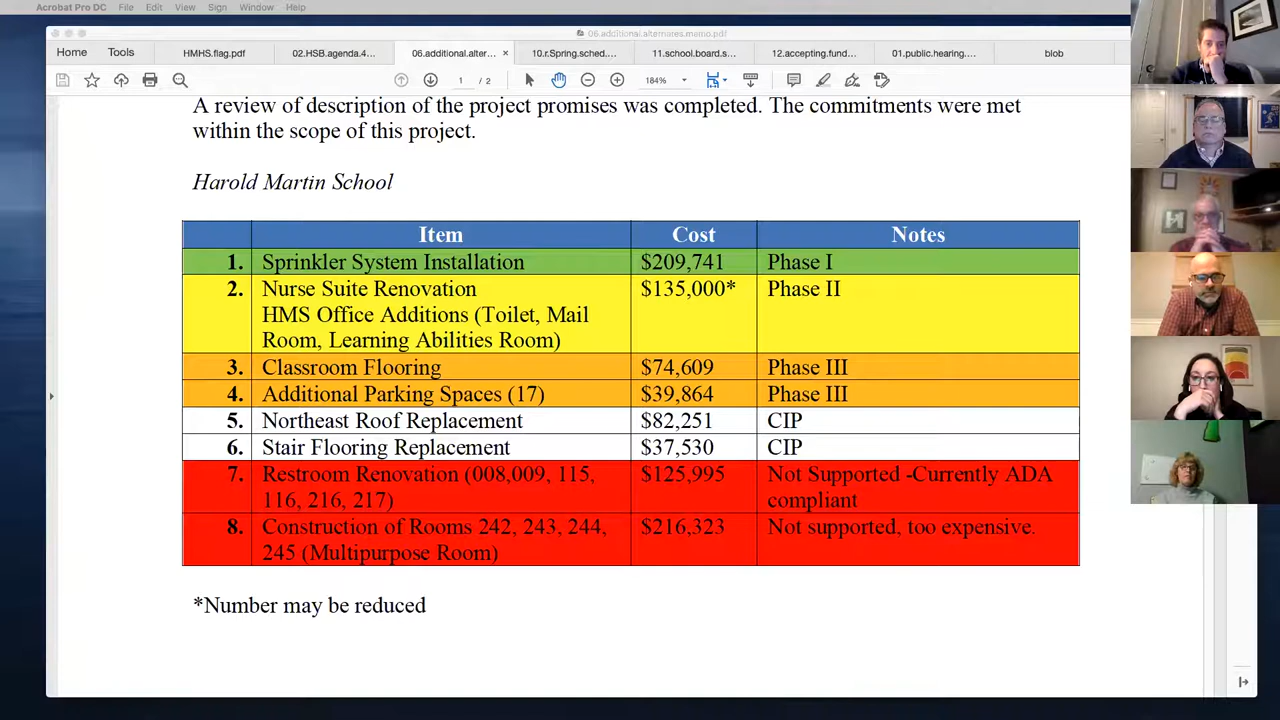 Acrobat Pro DC File Edit View Sign Window Help
06.additional.alternares.memo.pdf
Home Tools HMHS.flag.pdf 02.HSB.agenda.4... 06.additional.alter... × 10.r.Spring.sched... 11.school.board.s... 12.accepting.fund... 01.public.hearing.... blob
1 / 2 184%
A review of description of the project promises was completed. The commitments were met
within the scope of this project.
Harold Martin School
Item Cost Notes
1. Sprinkler System Installation $209,741 Phase I
2. Nurse Suite Renovation $135,000* Phase II
HMS Office Additions (Toilet, Mail
Room, Learning Abilities Room)
3. Classroom Flooring $74,609 Phase III
4. Additional Parking Spaces (17) $39,864 Phase III
5. Northeast Roof Replacement $82,251 CIP
6. Stair Flooring Replacement $37,530 CIP
7. Restroom Renovation (008,009, 115, $125,995 Not Supported -Currently ADA
116, 216, 217) compliant
8. Construction of Rooms 242, 243, 244, $216,323 Not supported, too expensive.
245 (Multipurpose Room)
*Number may be reduced